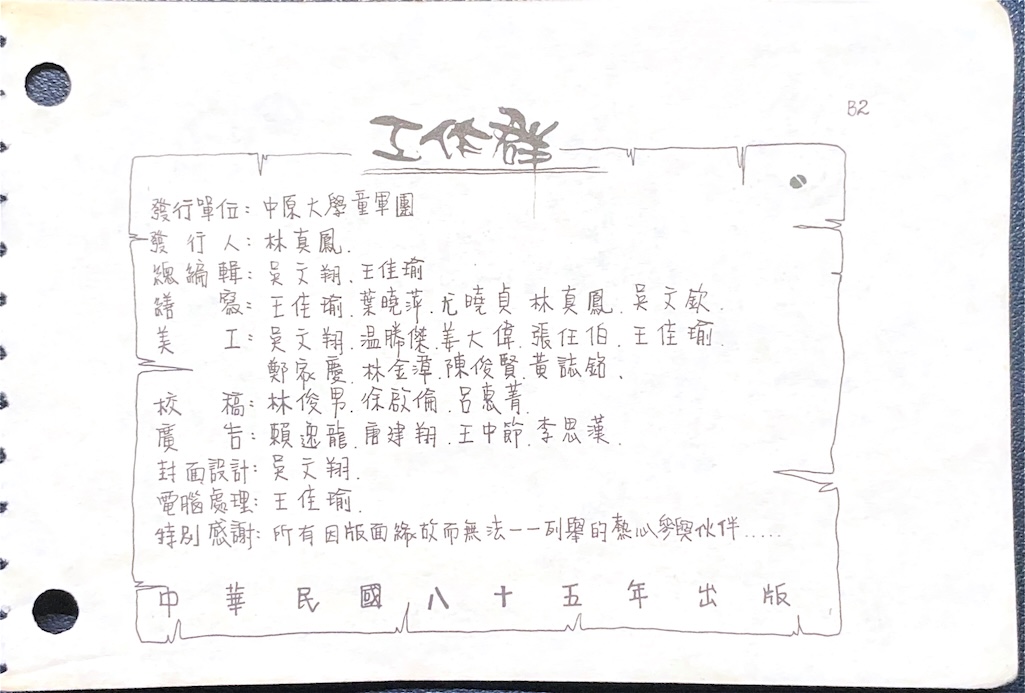 B2
工作群
發行單位：中原大學童軍團
發行人：林真鳳.
總編輯：吳文翔.王佳瑜
繕寫：王佳瑜.葉曉萍.尤曉貞.林真鳳.吳文欽.
美工：吳文翔.温勝傑.姜大偉.張任伯.王佳瑜.
鄭家慶.林金漳.陳俊賢.黃誌銘、
校稿：林俊男.徐啟倫.呂惠菁.
廣告：賴逸龍.唐建翔.王中節.李思漢.
封面設計：吳文翔.
電腦處理：王佳瑜.
特別感謝：所有因版面緣故而無法一一列舉的熱心參與伙伴.....
中華民國八十五年出版